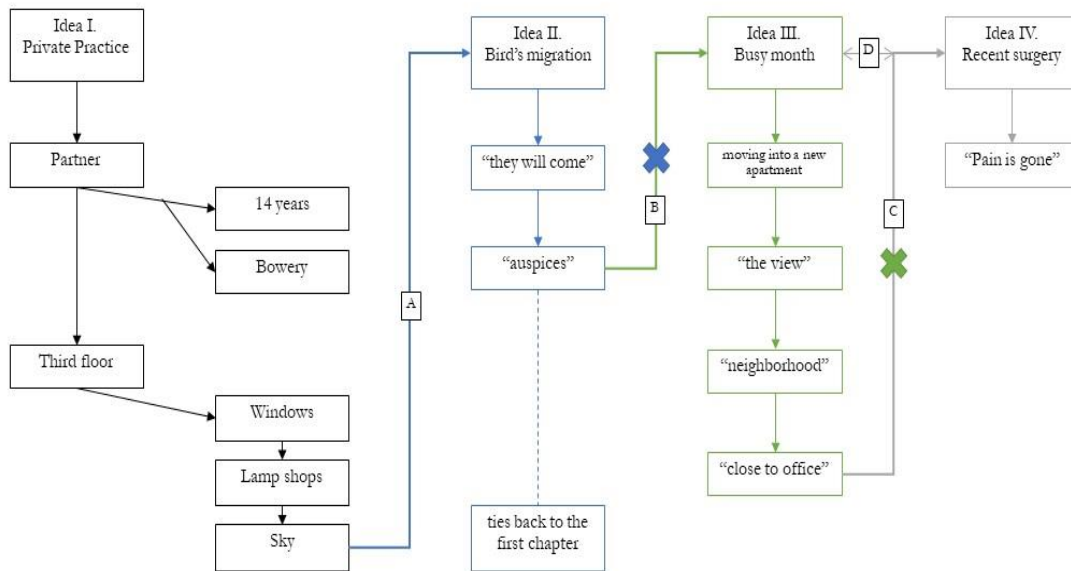 Idea I.
Private Practice
Partner
14 years
Bowery
Third floor
Windows
Lamp shops
Sky
A
Idea II.
Bird’s migration
“they will come”
“auspices”
ties back to the
first chapter
B
Idea III.
Busy month
moving into a new
apartment
“the view”
“neighborhood”
“close to office”
D
C
Idea IV.
Recent surgery
“Pain is gone”